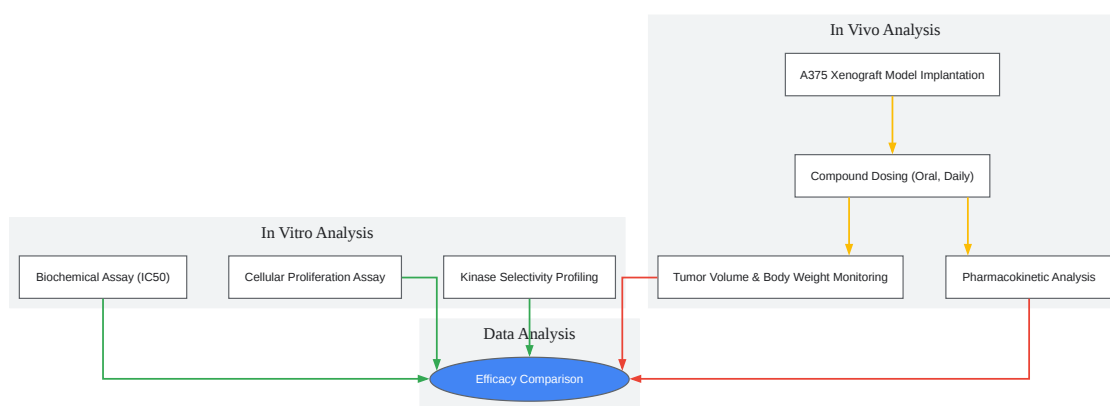 In Vivo Analysis
A375 Xenograft Model Implantation
Compound Dosing (Oral, Daily)
In Vitro Analysis
Biochemical Assay (IC50)
Cellular Proliferation Assay
Kinase Selectivity Profiling
Tumor Volume & Body Weight Monitoring
Pharmacokinetic Analysis
Data Analysis
Efficacy Comparison